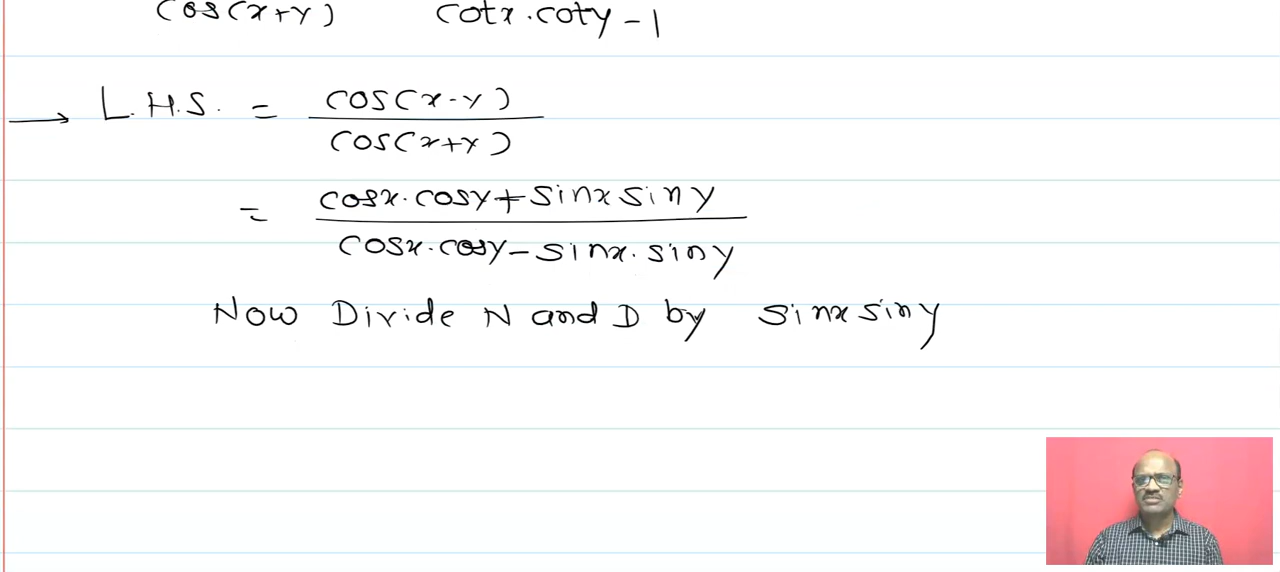 cos(x+y) cotx.coty-1
L.H.S. = cos(x-y)
cos(x+y)
= cosx.cosy+sinx siny
cosx.cosy-sinx.siny
Now Divide N and D by sinx siny